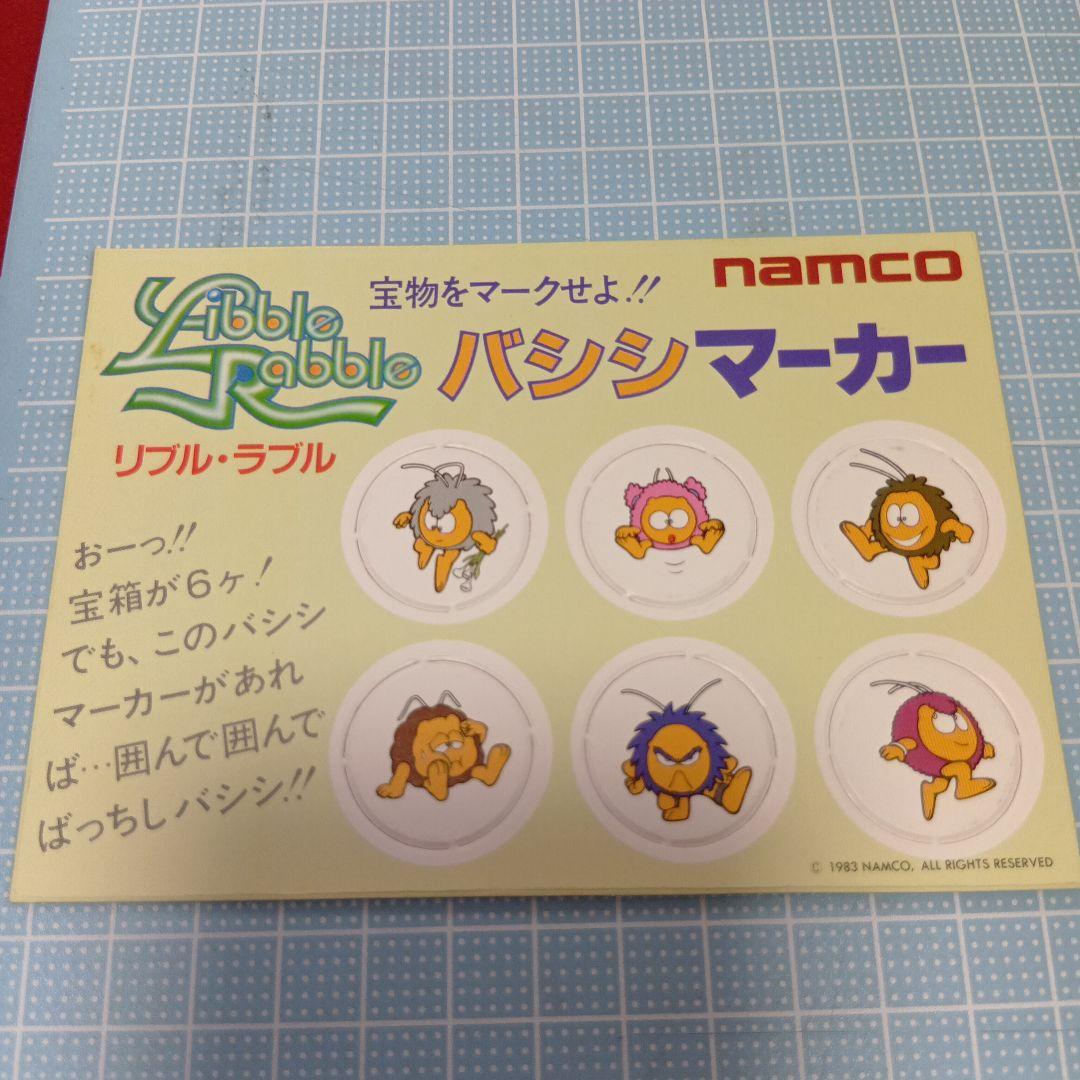 Libble Rabble
リブル・ラブル
宝物をマークせよ!!
namco
バシシマーカー
おーっ!!
宝箱が6ヶ!
でも、このバシシ
マーカーがあれ
ば…囲んで囲んで
ばっちしバシシ!!
© 1983 NAMCO, ALL RIGHTS RESERVED